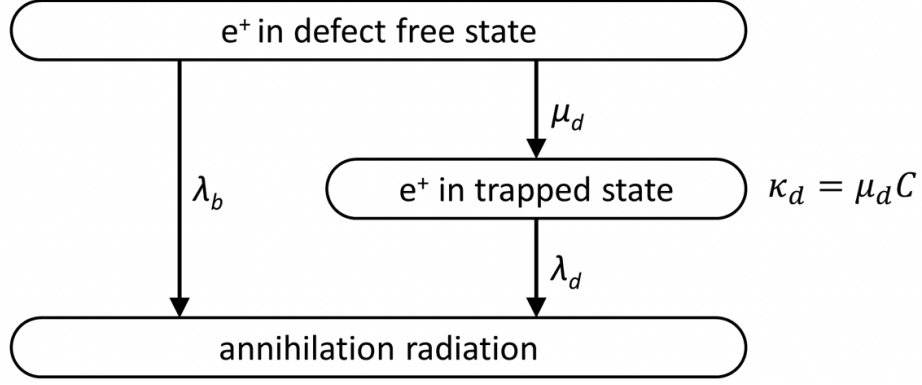 e⁺ in defect free state
μ_d
λ_b
e⁺ in trapped state
κ_d = μ_d C
λ_d
annihilation radiation